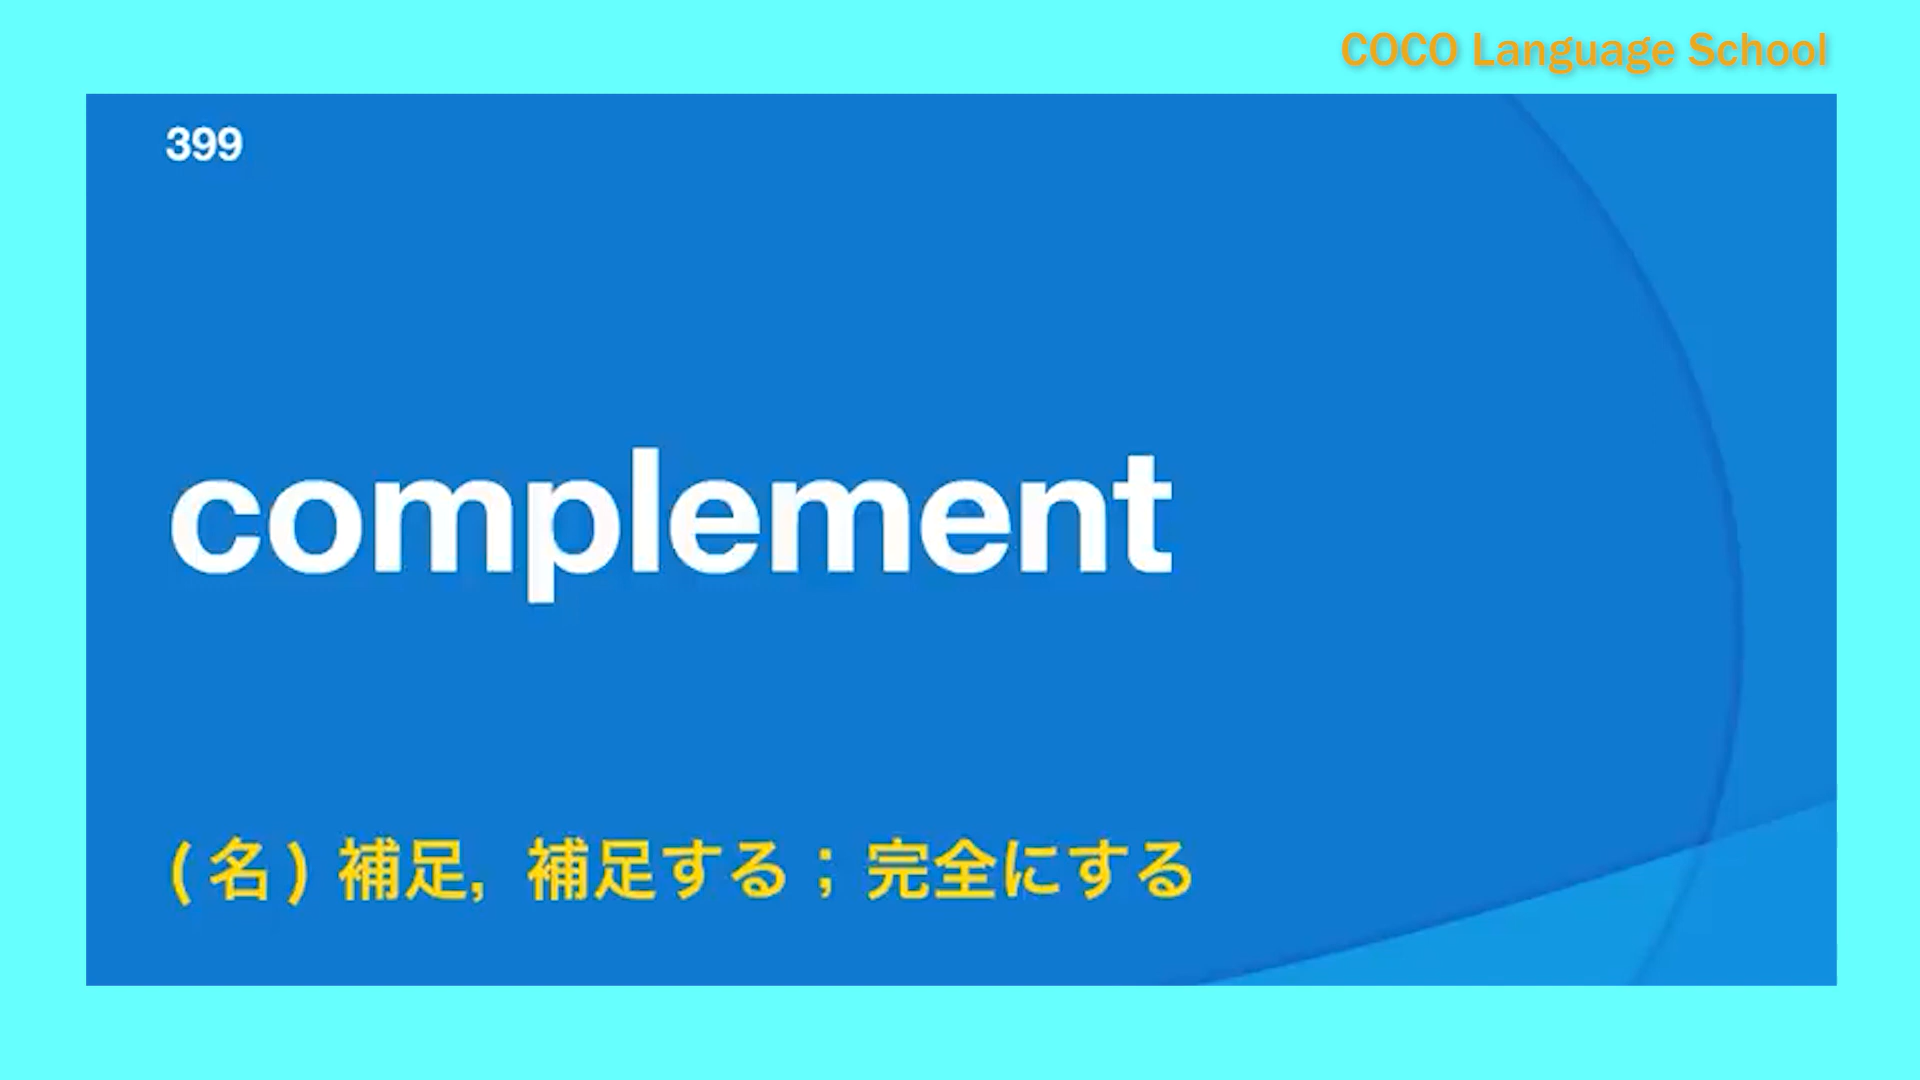 COCO Language School
399
complement
(名) 補足, 補足する ; 完全にする